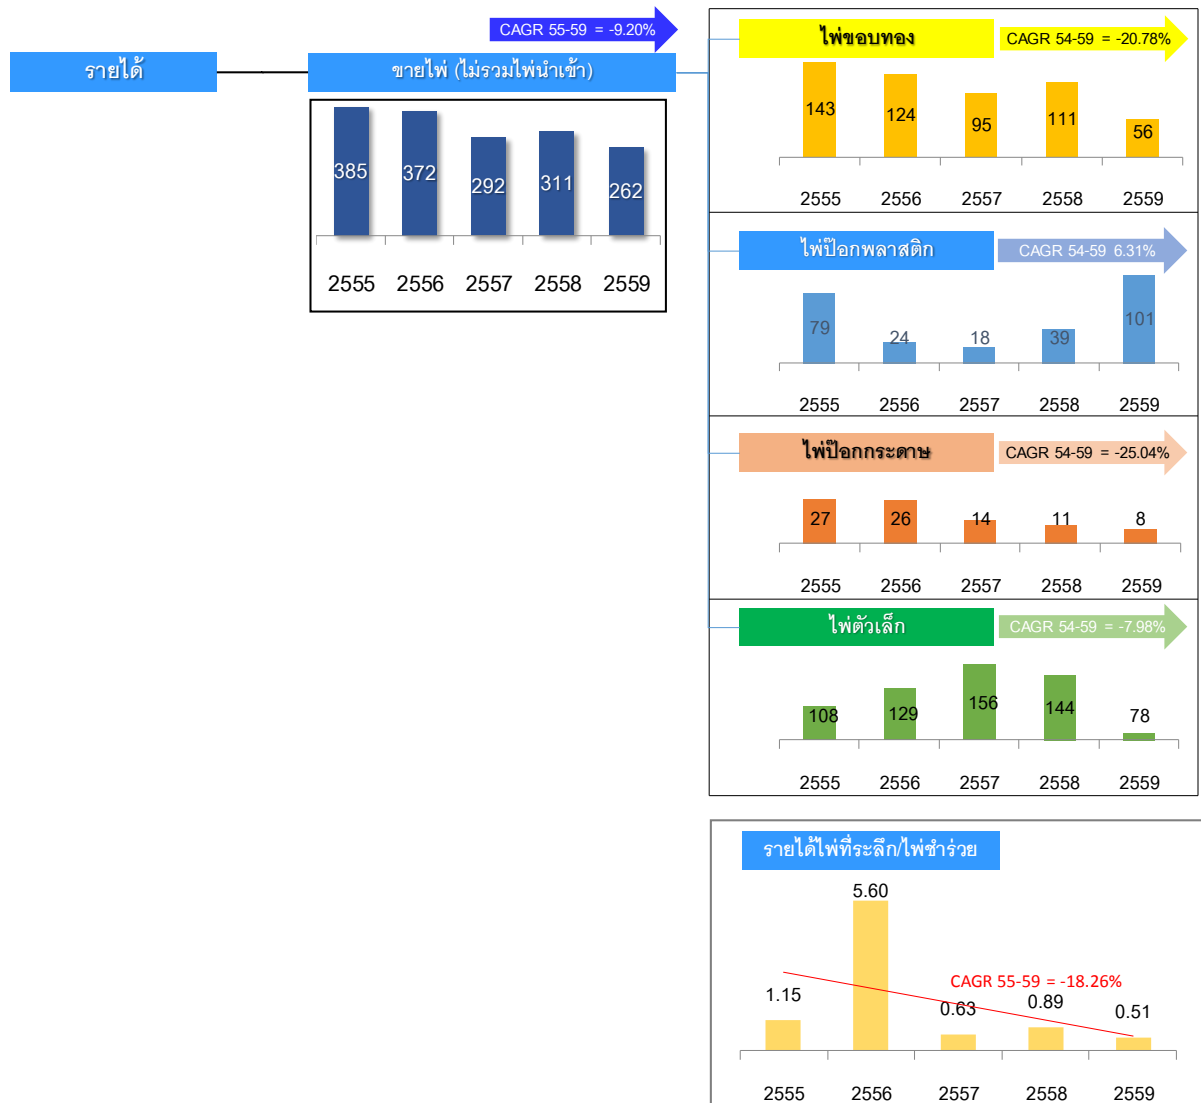 CAGR 55-59 = -9.20%
รายได้
ขายไพ่ (ไม่รวมไพ่นำเข้า)
385 372 292 311 262
2555 2556 2557 2558 2559
ไพ่ขอบทอง
CAGR 54-59 = -20.78%
143 124 95 111 56
2555 2556 2557 2558 2559
ไพ่ป๊อกพลาสติก
CAGR 54-59 6.31%
79 24 18 39 101
2555 2556 2557 2558 2559
ไพ่ป๊อกกระดาษ
CAGR 54-59 = -25.04%
27 26 14 11 8
2555 2556 2557 2558 2559
ไพ่ตัวเล็ก
CAGR 54-59 = -7.98%
108 129 156 144 78
2555 2556 2557 2558 2559
รายได้ไพ่ที่ระลึก/ไพ่ชำร่วย
1.15 5.60 0.63 0.89 0.51
CAGR 55-59 = -18.26%
2555 2556 2557 2558 2559